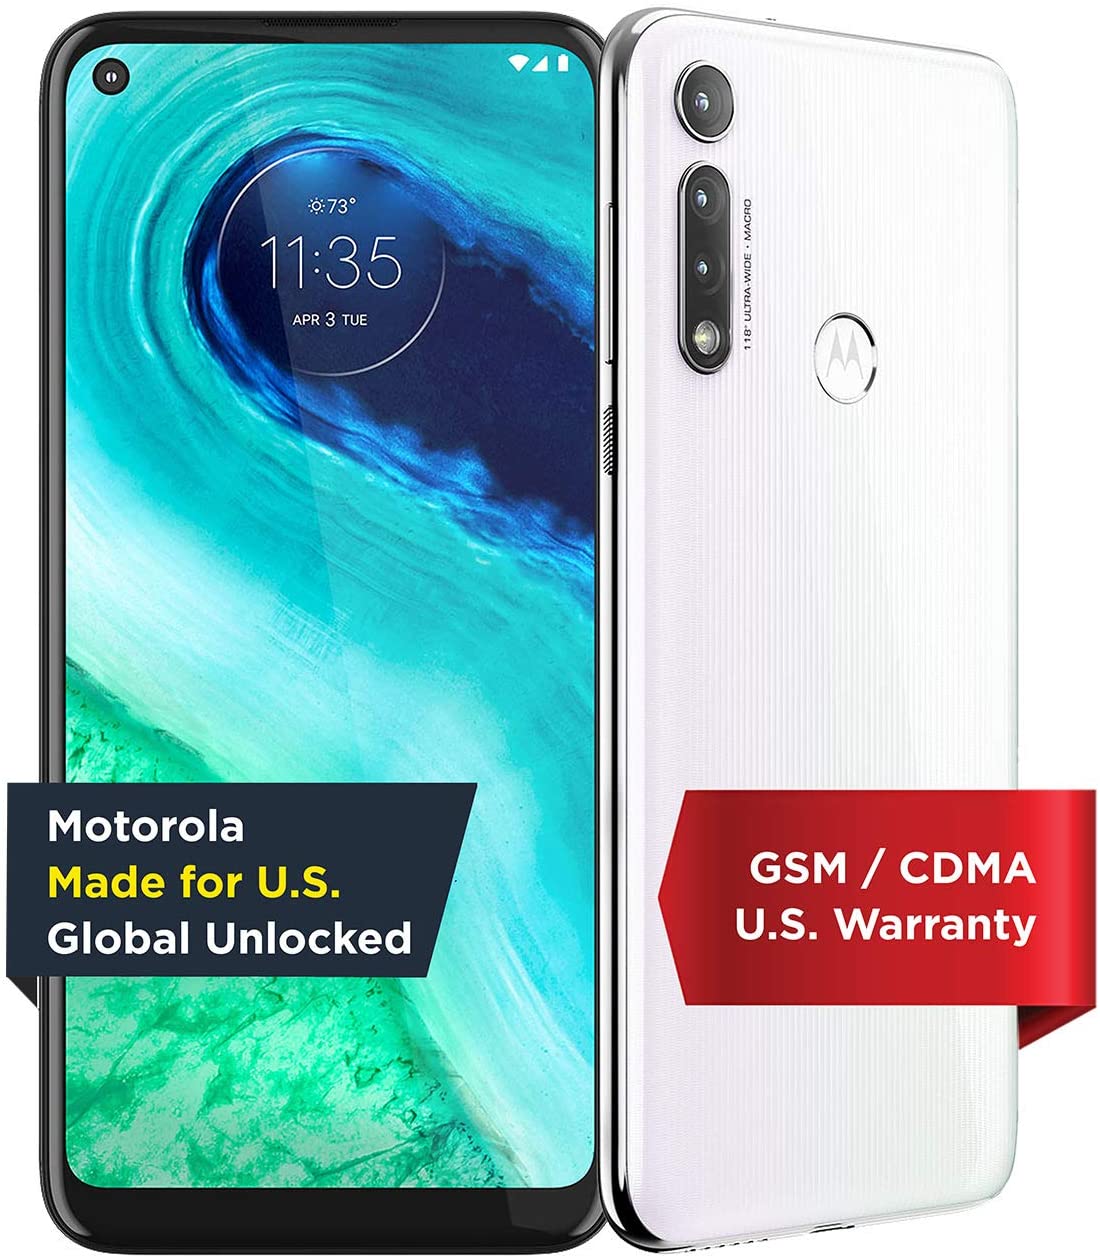 73°
11:35
APR 3 TUE
118° ULTRA-WIDE · MACRO
Motorola
Made for U.S.
Global Unlocked
GSM / CDMA
U.S. Warranty